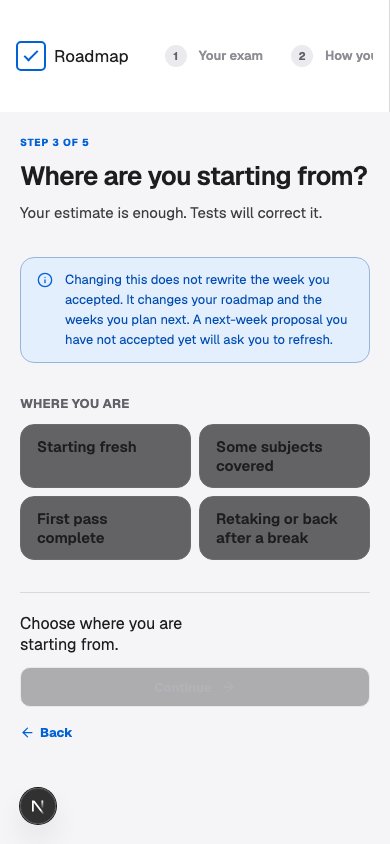 Roadmap
1 Your exam
2 How you
STEP 3 OF 5
Where are you starting from?
Your estimate is enough. Tests will correct it.
Changing this does not rewrite the week you
accepted. It changes your roadmap and the
weeks you plan next. A next-week proposal you
have not accepted yet will ask you to refresh.
WHERE YOU ARE
Starting fresh
Some subjects
covered
First pass
complete
Retaking or back
after a break
Choose where you are
starting from.
Continue →
← Back
N